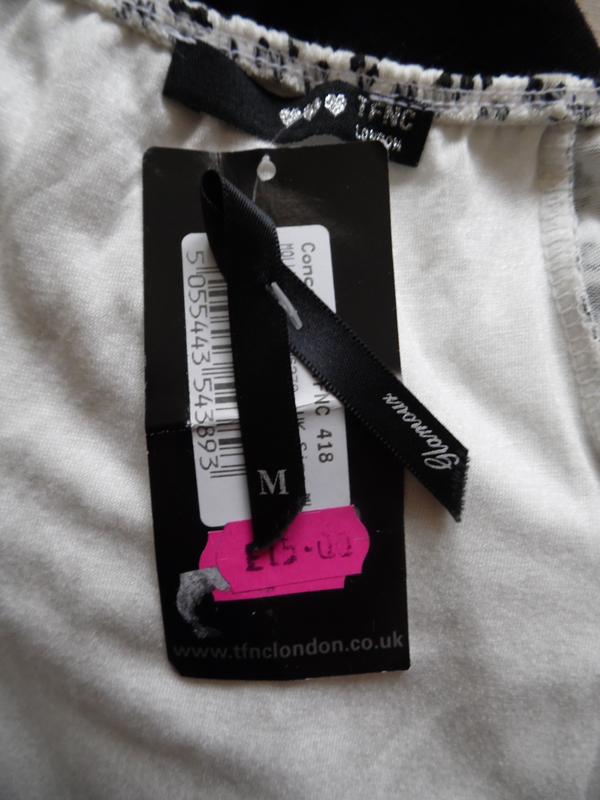 TFNC
LONDON
TFNC 418
5 055443 543893
glamour
M
£15.00
www.tfnclondon.co.uk